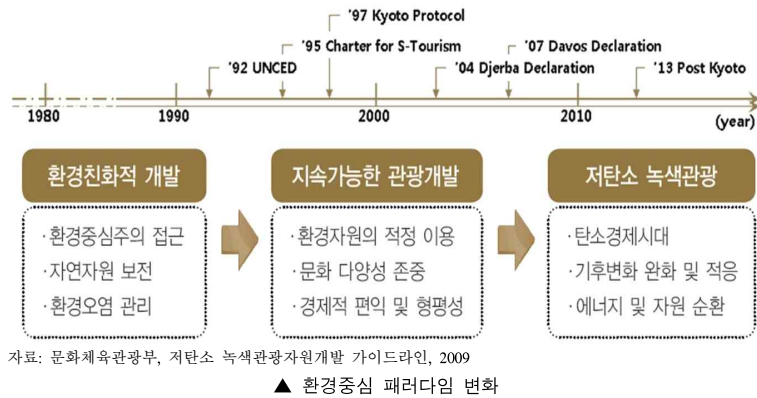 '97 Kyoto Protocol
'95 Charter for S-Tourism
'07 Davos Declaration
'92 UNCED
'04 Djerba Declaration
'13 Post Kyoto
1980
1990
2000
2010
(year)
환경친화적 개발
·환경중심주의 접근
·자연자원 보전
·환경오염 관리
지속가능한 관광개발
·환경자원의 적정 이용
·문화 다양성 존중
·경제적 편익 및 형평성
저탄소 녹색관광
·탄소경제시대
·기후변화 완화 및 적응
·에너지 및 자원 순환
자료: 문화체육관광부, 저탄소 녹색관광자원개발 가이드라인, 2009
▲ 환경중심 패러다임 변화